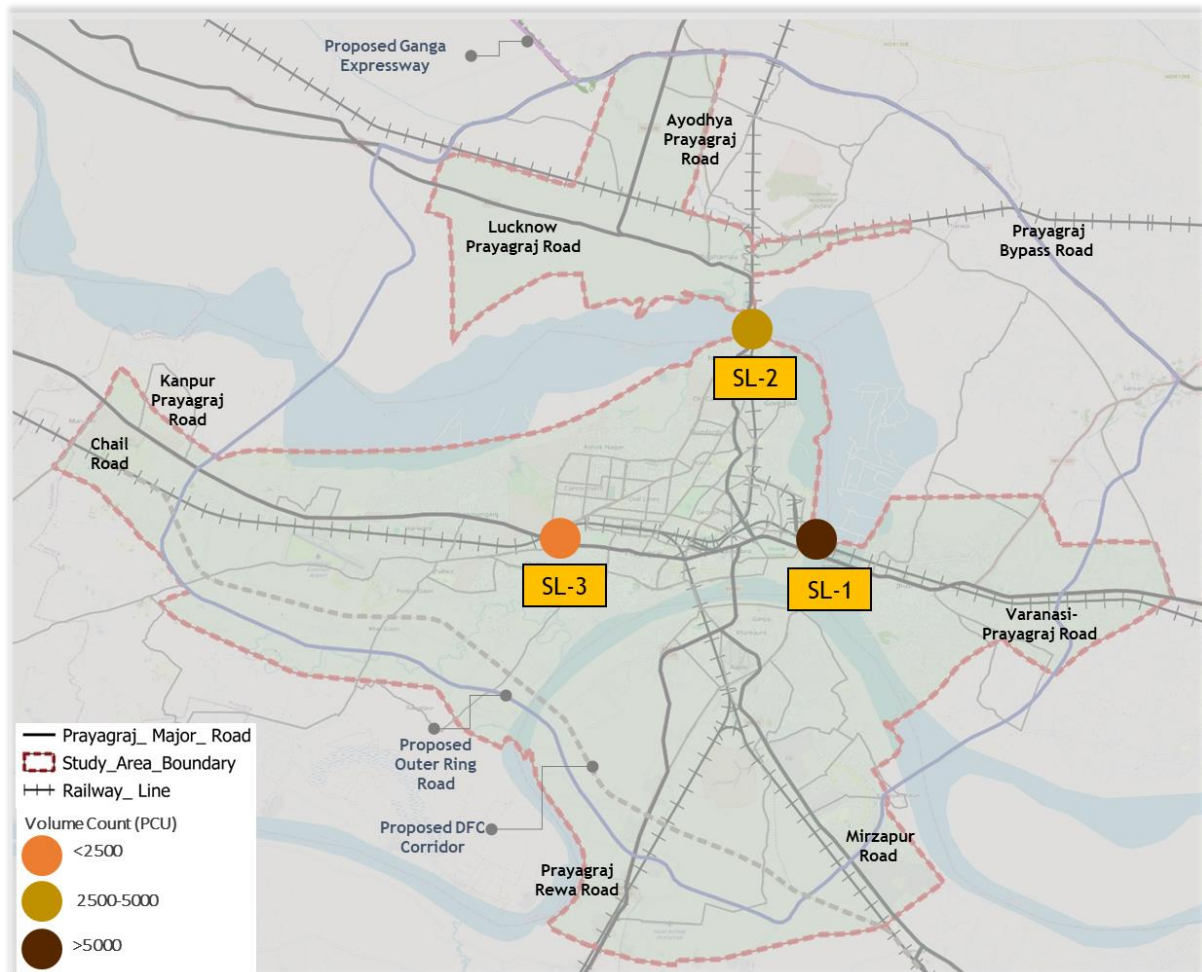 Proposed Ganga
Expressway
Ayodhya
Prayagraj
Road
Lucknow
Prayagraj Road
Prayagraj
Bypass Road
SL-2
Kanpur
Prayagraj
Road
Chail
Road
SL-3
SL-1
Varanasi-
Prayagraj Road
Proposed
Outer Ring
Road
Proposed DFC
Corridor
Prayagraj
Rewa Road
Mirzapur
Road
Prayagraj_ Major_ Road
Study_Area_Boundary
Railway_ Line
Volume Count (PCU)
<2500
2500-5000
>5000